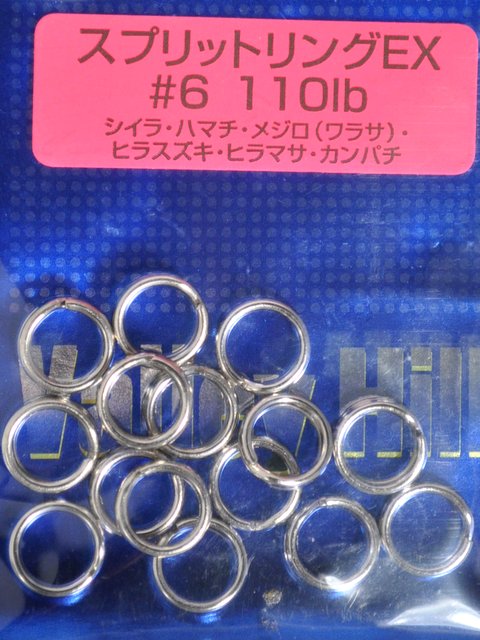 スプリットリングEX
#6 110lb
シイラ・ハマチ・メジロ(ワラサ)・
ヒラスズキ・ヒラマサ・カンパチ
Hill